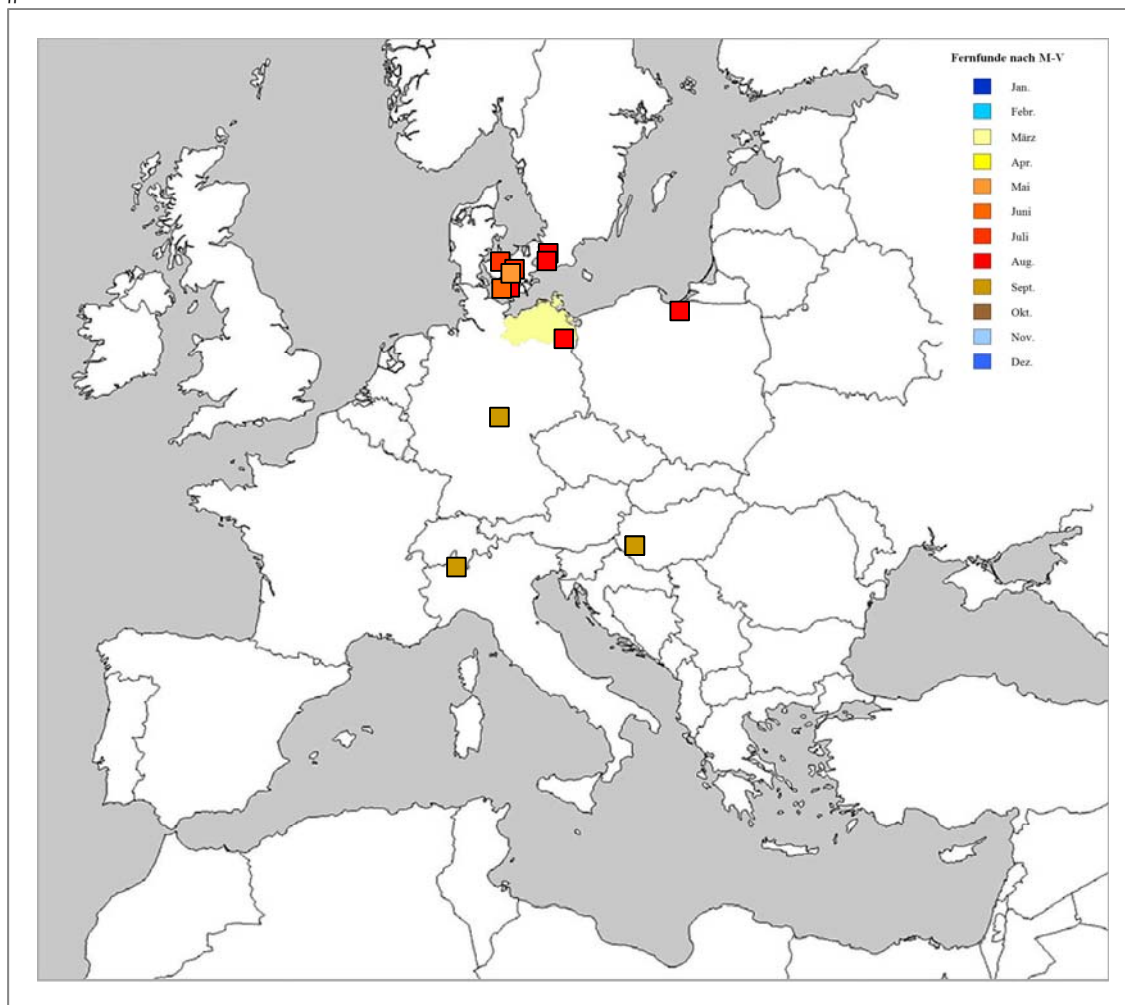 Fernfunde nach M-V
Jan.
Febr.
März
Apr.
Mai
Juni
Juli
Aug.
Sept.
Okt.
Nov.
Dez.